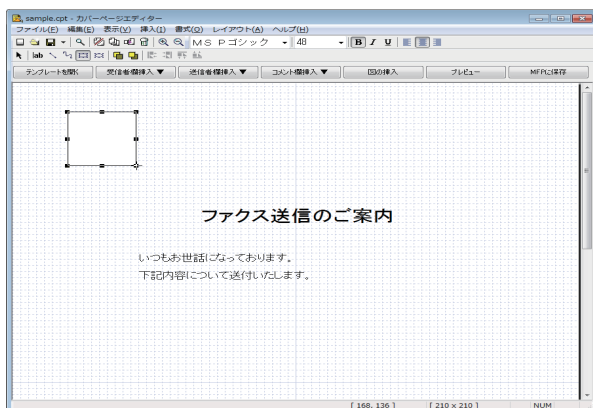 sample.cpt - カバーページエディター
ファイル(F) 編集(E) 表示(V) 挿入(I) 書式(O) レイアウト(A) ヘルプ(H)
MS Pゴシック 48 B I U
lab
テンプレートを開く 受信者欄挿入 ▼ 送信者欄挿入 ▼ コメント欄挿入 ▼ 図の挿入 プレビュー MFPに保存
ファクス送信のご案内
いつもお世話になっております。
下記内容について送付いたします。
[ 168, 136 ] [ 210 x 210 ] NUM